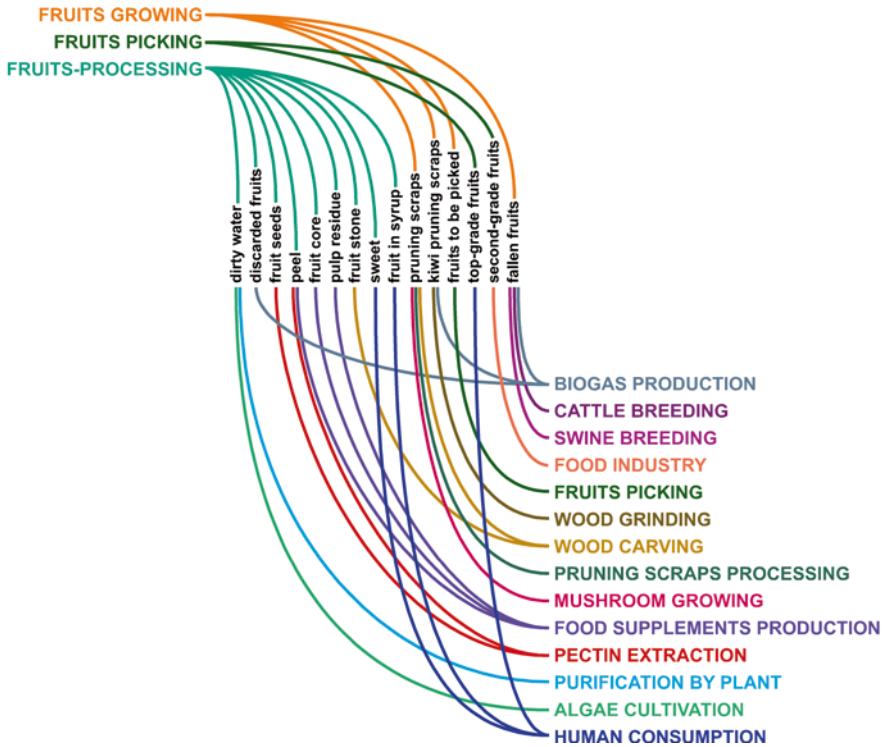 FRUITS GROWING
FRUITS PICKING
FRUITS-PROCESSING
dirty water
discarded fruits
fruit seeds
peel
fruit core
pulp residue
fruit stone
sweet
fruit in syrup
pruning scraps
kiwi pruning scraps
fruits to be picked
top-grade fruits
second-grade fruits
fallen fruits
BIOGAS PRODUCTION
CATTLE BREEDING
SWINE BREEDING
FOOD INDUSTRY
FRUITS PICKING
WOOD GRINDING
WOOD CARVING
PRUNING SCRAPS PROCESSING
MUSHROOM GROWING
FOOD SUPPLEMENTS PRODUCTION
PECTIN EXTRACTION
PURIFICATION BY PLANT
ALGAE CULTIVATION
HUMAN CONSUMPTION